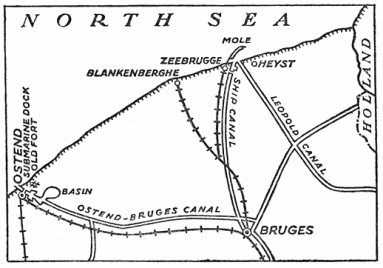 NORTH SEA
MOLE
ZEEBRUGGE
HEYST
BLANKENBERGHE
SHIP CANAL
LEOPOLD CANAL
HOLLAND
OSTEND
SUBMARINE DOCK
OLD FORT
BASIN
OSTEND-BRUGES CANAL
BRUGES